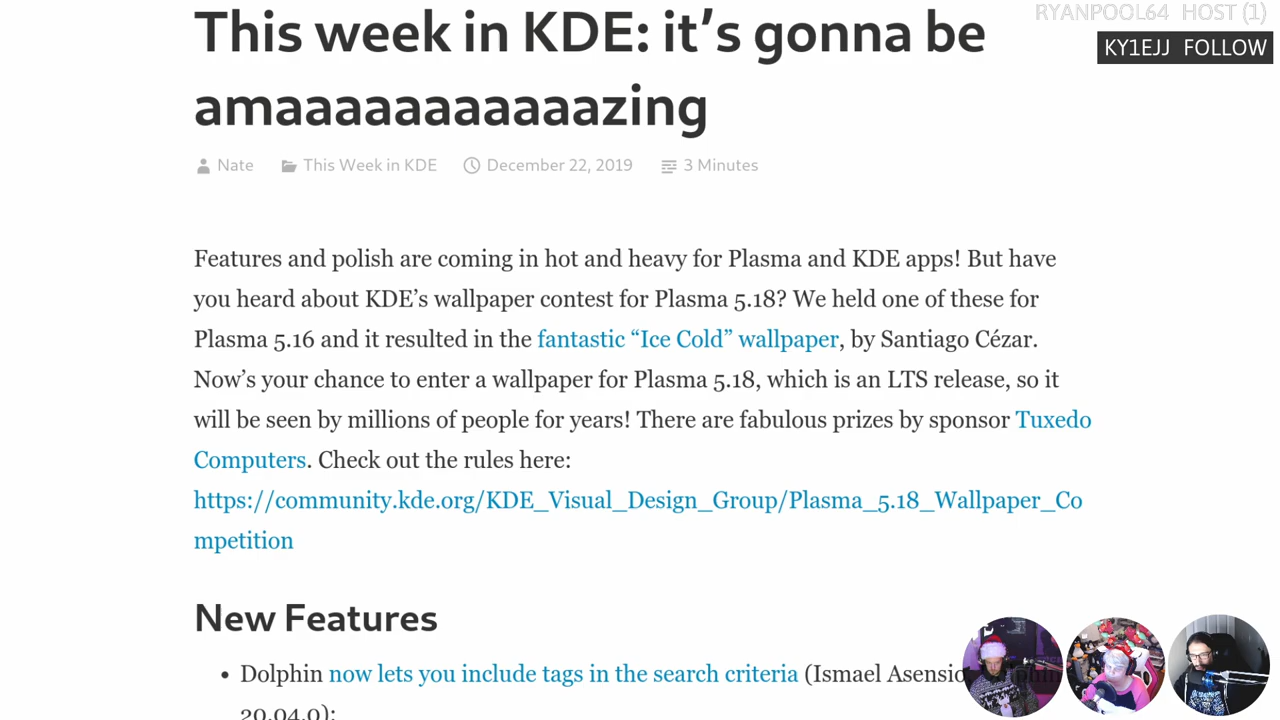 RYANPOOL64 HOST (1)
KY1EJJ FOLLOW
This week in KDE: it’s gonna be
amaaaaaaaaaaazing
Nate This Week in KDE December 22, 2019 3 Minutes
Features and polish are coming in hot and heavy for Plasma and KDE apps! But have
you heard about KDE’s wallpaper contest for Plasma 5.18? We held one of these for
Plasma 5.16 and it resulted in the fantastic “Ice Cold” wallpaper, by Santiago Cézar.
Now’s your chance to enter a wallpaper for Plasma 5.18, which is an LTS release, so it
will be seen by millions of people for years! There are fabulous prizes by sponsor Tuxedo
Computers. Check out the rules here:
https://community.kde.org/KDE_Visual_Design_Group/Plasma_5.18_Wallpaper_Co
mpetition
New Features
• Dolphin now lets you include tags in the search criteria (Ismael Asensio,
20.04.0):